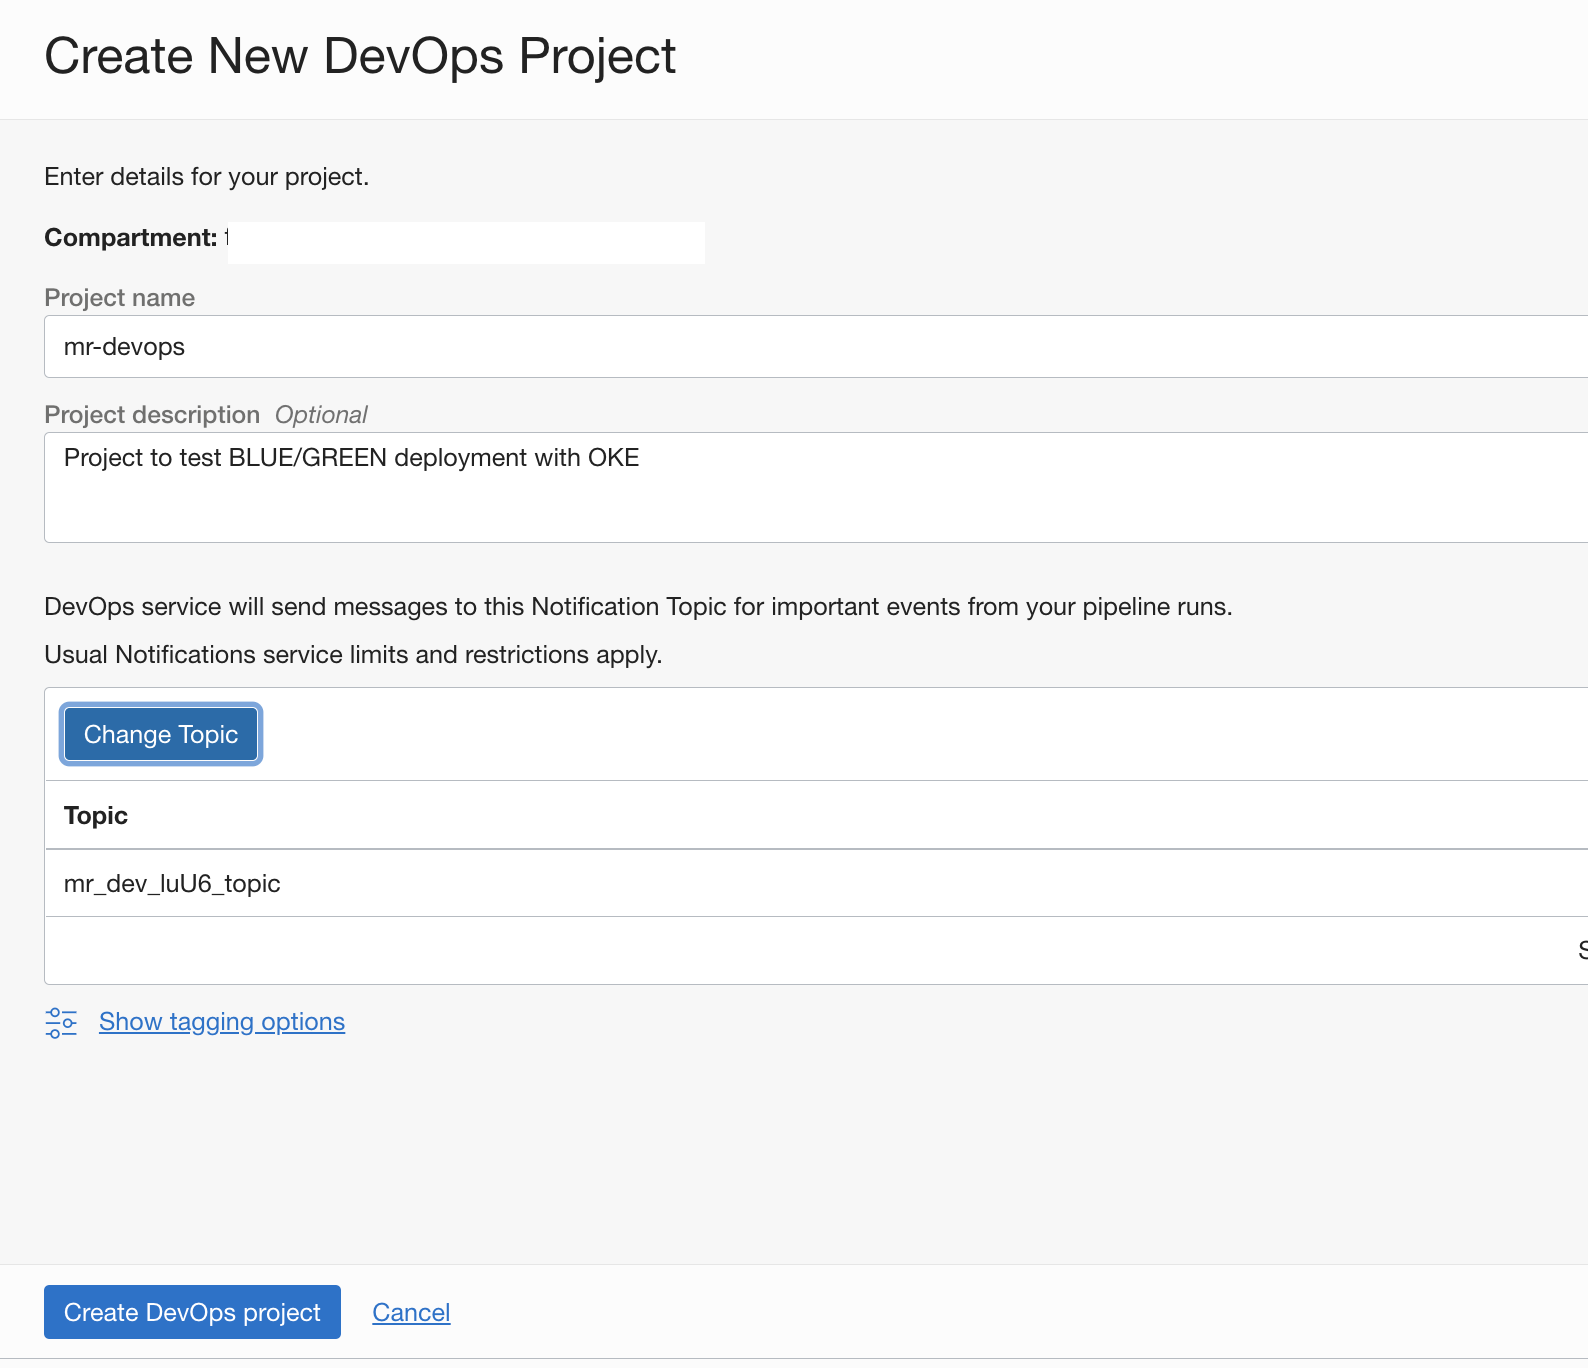 Create New DevOps Project
Enter details for your project.
Compartment:
Project name
mr-devops
Project description Optional
Project to test BLUE/GREEN deployment with OKE
DevOps service will send messages to this Notification Topic for important events from your pipeline runs.
Usual Notifications service limits and restrictions apply.
Change Topic
Topic
mr_dev_luU6_topic
Show tagging options
Create DevOps project Cancel